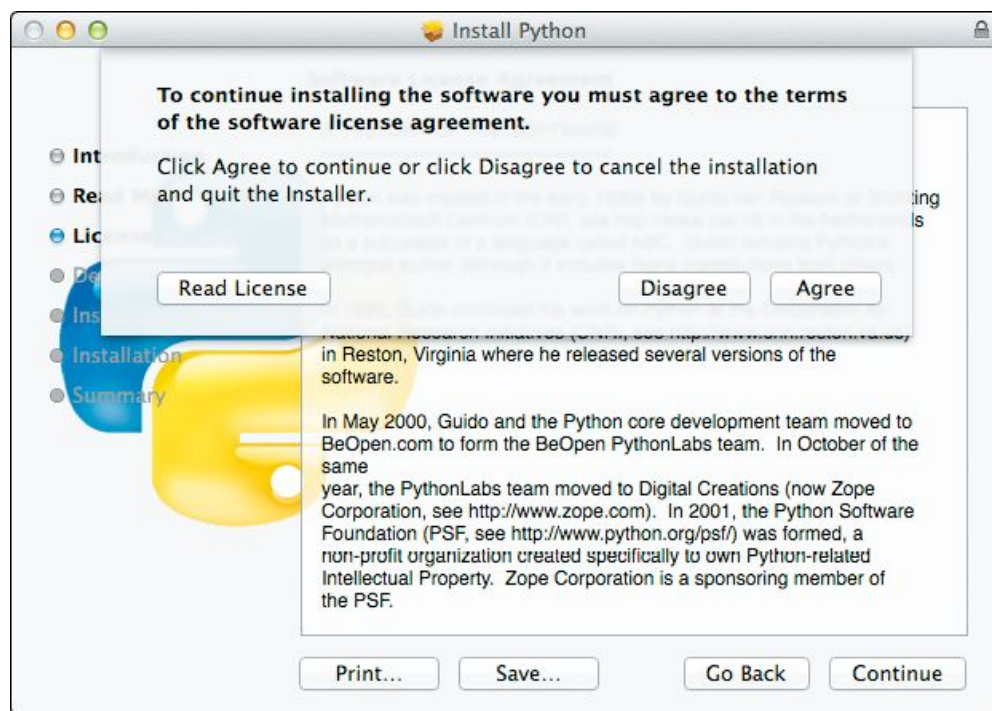 Install Python
To continue installing the software you must agree to the terms
of the software license agreement.
Click Agree to continue or click Disagree to cancel the installation
and quit the Installer.
Read License
Disagree
Agree
Int
Re
Lic
De
Ins
Installation
Summary
in Reston, Virginia where he released several versions of the
software.
In May 2000, Guido and the Python core development team moved to
BeOpen.com to form the BeOpen PythonLabs team. In October of the
same
year, the PythonLabs team moved to Digital Creations (now Zope
Corporation, see http://www.zope.com). In 2001, the Python Software
Foundation (PSF, see http://www.python.org/psf/) was formed, a
non-profit organization created specifically to own Python-related
Intellectual Property. Zope Corporation is a sponsoring member of
the PSF.
Print...
Save...
Go Back
Continue